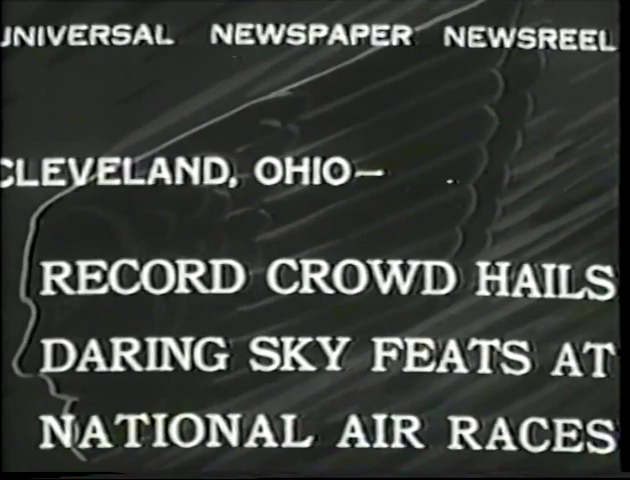 UNIVERSAL NEWSPAPER NEWSREEL
CLEVELAND, OHIO—
RECORD CROWD HAILS
DARING SKY FEATS AT
NATIONAL AIR RACES